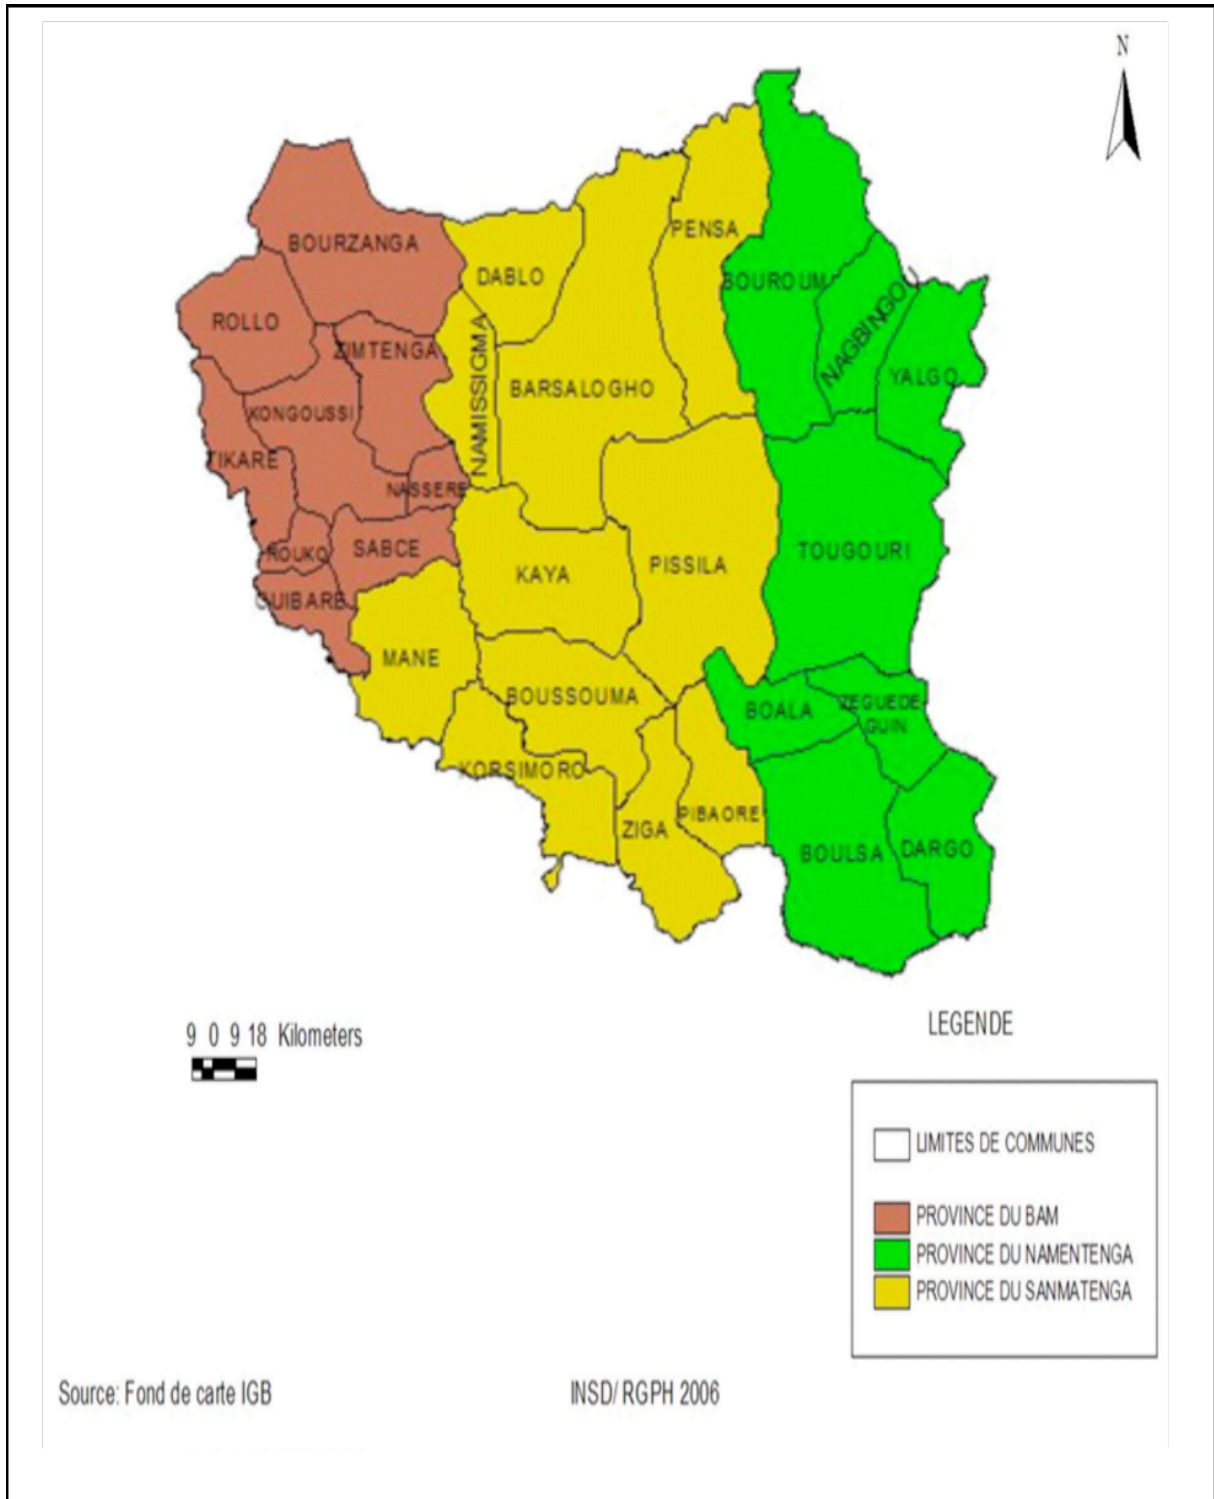 N
PENSA
BOURZANGA
DABLO
BOUROUM
NAGBINGOU
ROLLO
ZIMTENGA
NAMISSIGMA
BARSALOGHO
YALGO
KONGOUSSI
TIKARE
NASSERE
ROUKO
SABCE
KAYA
PISSILA
TOUGOURI
GUIBARE
MANE
BOUSSOUMA
BOALA
ZEGUEDE
GUIN
KORSIMORO
ZIGA
PIBAORE
BOULSA
DARGO
9 0 9 18 Kilometers
LEGENDE
LIMITES DE COMMUNES
PROVINCE DU BAM
PROVINCE DU NAMENTENGA
PROVINCE DU SANMATENGA
Source: Fond de carte IGB
INSD/ RGPH 2006